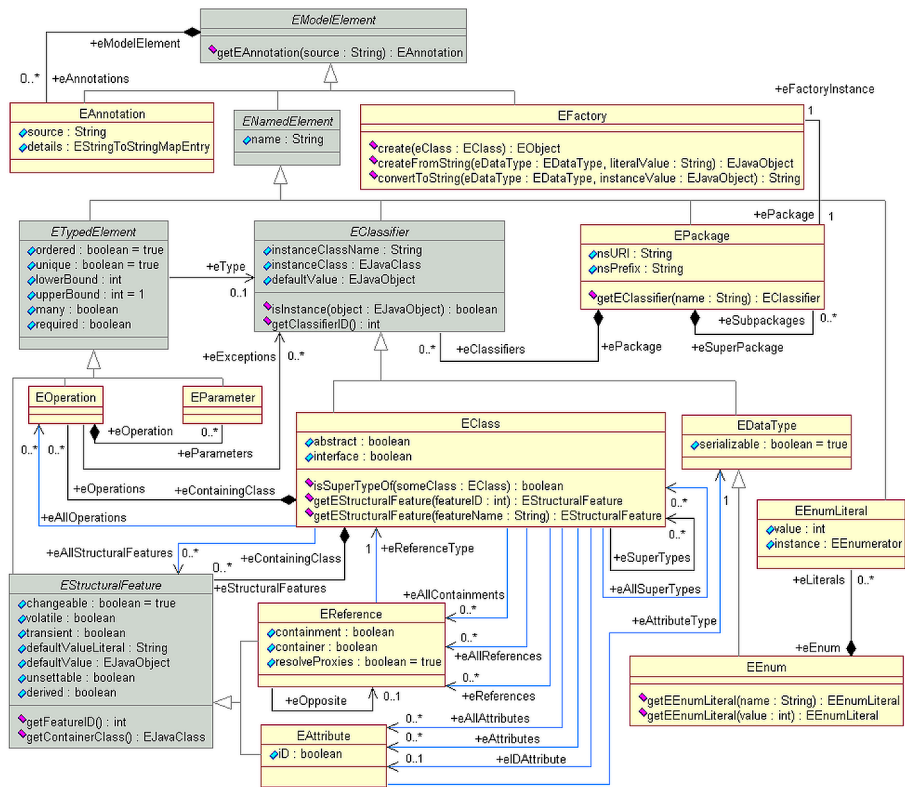 EModelElement
getEAnnotation(source : String) : EAnnotation
+eModelElement
0..*
+eAnnotations
EAnnotation
source : String
details : EStringToStringMapEntry
ENamedElement
name : String
+eFactoryInstance
1
EFactory
create(eClass : EClass) : EObject
createFromString(eDataType : EDataType, literalValue : String) : EJavaObject
convertToString(eDataType : EDataType, instanceValue : EJavaObject) : String
+ePackage
1
ETypedElement
ordered : boolean = true
unique : boolean = true
lowerBound : int
upperBound : int = 1
many : boolean
required : boolean
+eType
0..1
EClassifier
instanceClassName : String
instanceClass : EJavaClass
defaultValue : EJavaObject
isInstance(object : EJavaObject) : boolean
getClassifierID() : int
EPackage
nsURI : String
nsPrefix : String
getEClassifier(name : String) : EClassifier
+eSubpackages
0..*
+eSuperPackage
+ePackage
0..*
+eClassifiers
+eExceptions
0..*
EOperation
EParameter
+eOperation
0..*
+eParameters
0..*
0..*
+eOperations
+eContainingClass
+eAllOperations
EClass
abstract : boolean
interface : boolean
isSuperTypeOf(someClass : EClass) : boolean
getEStructuralFeature(featureID : int) : EStructuralFeature
getEStructuralFeature(featureName : String) : EStructuralFeature
EDataType
serializable : boolean = true
1
0..*
0..*
+eSuperTypes
+eAllSuperTypes
EEnumLiteral
value : int
instance : EEnumerator
+eLiterals
0..*
+eEnum
EEnum
getEEnumLiteral(name : String) : EEnumLiteral
getEEnumLiteral(value : int) : EEnumLiteral
+eAllStructuralFeatures
0..*
+eContainingClass
0..*
+eStructuralFeatures
1
+eReferenceType
+eAllContainments
0..*
0..*
+eAllReferences
0..*
+eReferences
+eAttributeType
EStructuralFeature
changeable : boolean = true
volatile : boolean
transient : boolean
defaultValueLiteral : String
defaultValue : EJavaObject
unsettable : boolean
derived : boolean
getFeatureID() : int
getContainerClass() : EJavaClass
EReference
containment : boolean
container : boolean
resolveProxies : boolean = true
+eOpposite
0..1
0..*
+eAllAttributes
0..*
+eAttributes
0..1
+eIDAttribute
EAttribute
iD : boolean